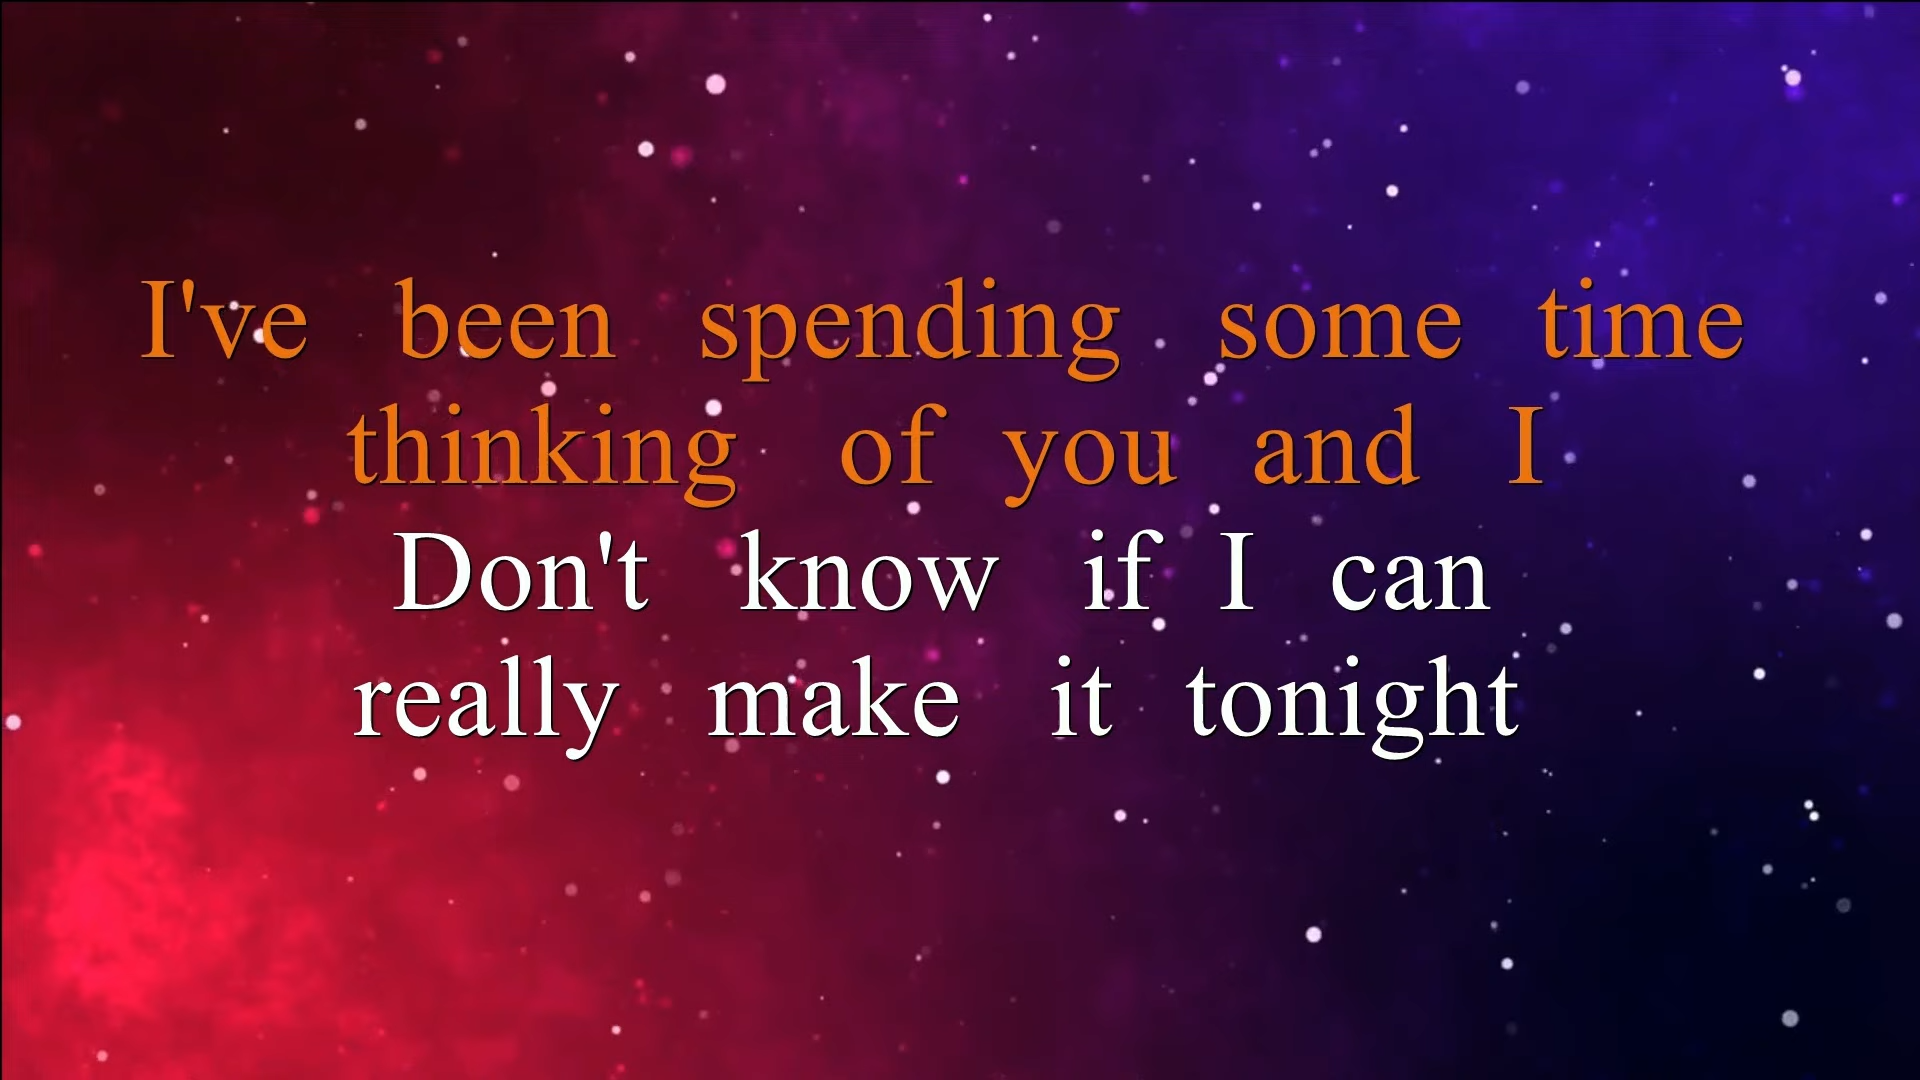 I've been spending some time
thinking of you and I
Don't know if I can
really make it tonight